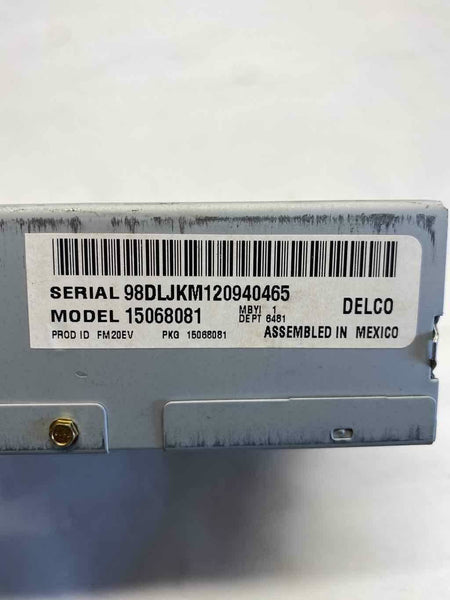 SERIAL 98DLJKM120940465
MODEL 15068081 MBYI 1 DELCO
DEPT 6481
PROD ID FM20EV PKG 15068081 ASSEMBLED IN MEXICO